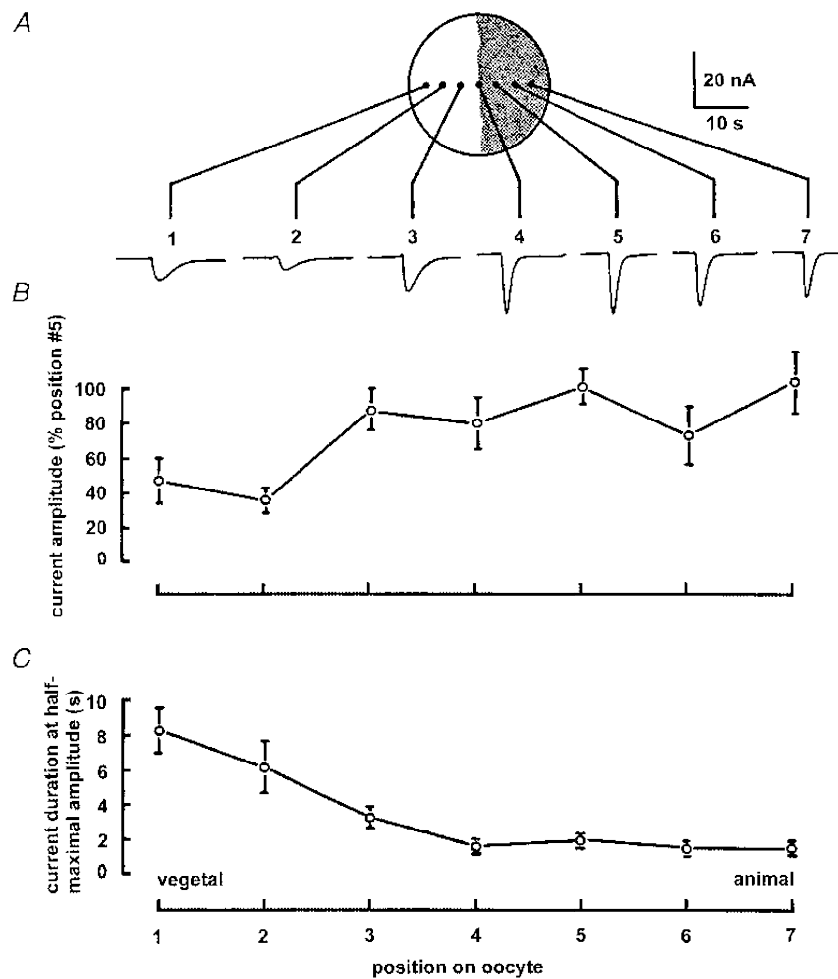 A
20 nA
10 s
1 2 3 4 5 6 7
B
current amplitude (% position #5)
100
80
60
40
20
0
C
current duration at half-
maximal amplitude (s)
10
8
6
4
2
0
vegetal animal
1 2 3 4 5 6 7
position on oocyte